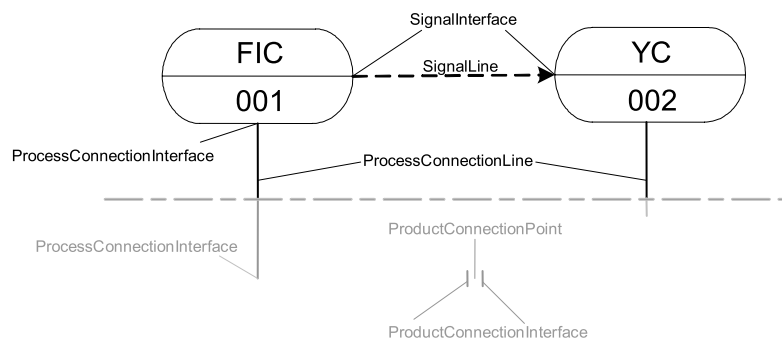 SignalInterface
FIC
SignalLine
YC
001
002
ProcessConnectionInterface
ProcessConnectionLine
ProductConnectionPoint
ProcessConnectionInterface
ProductConnectionInterface